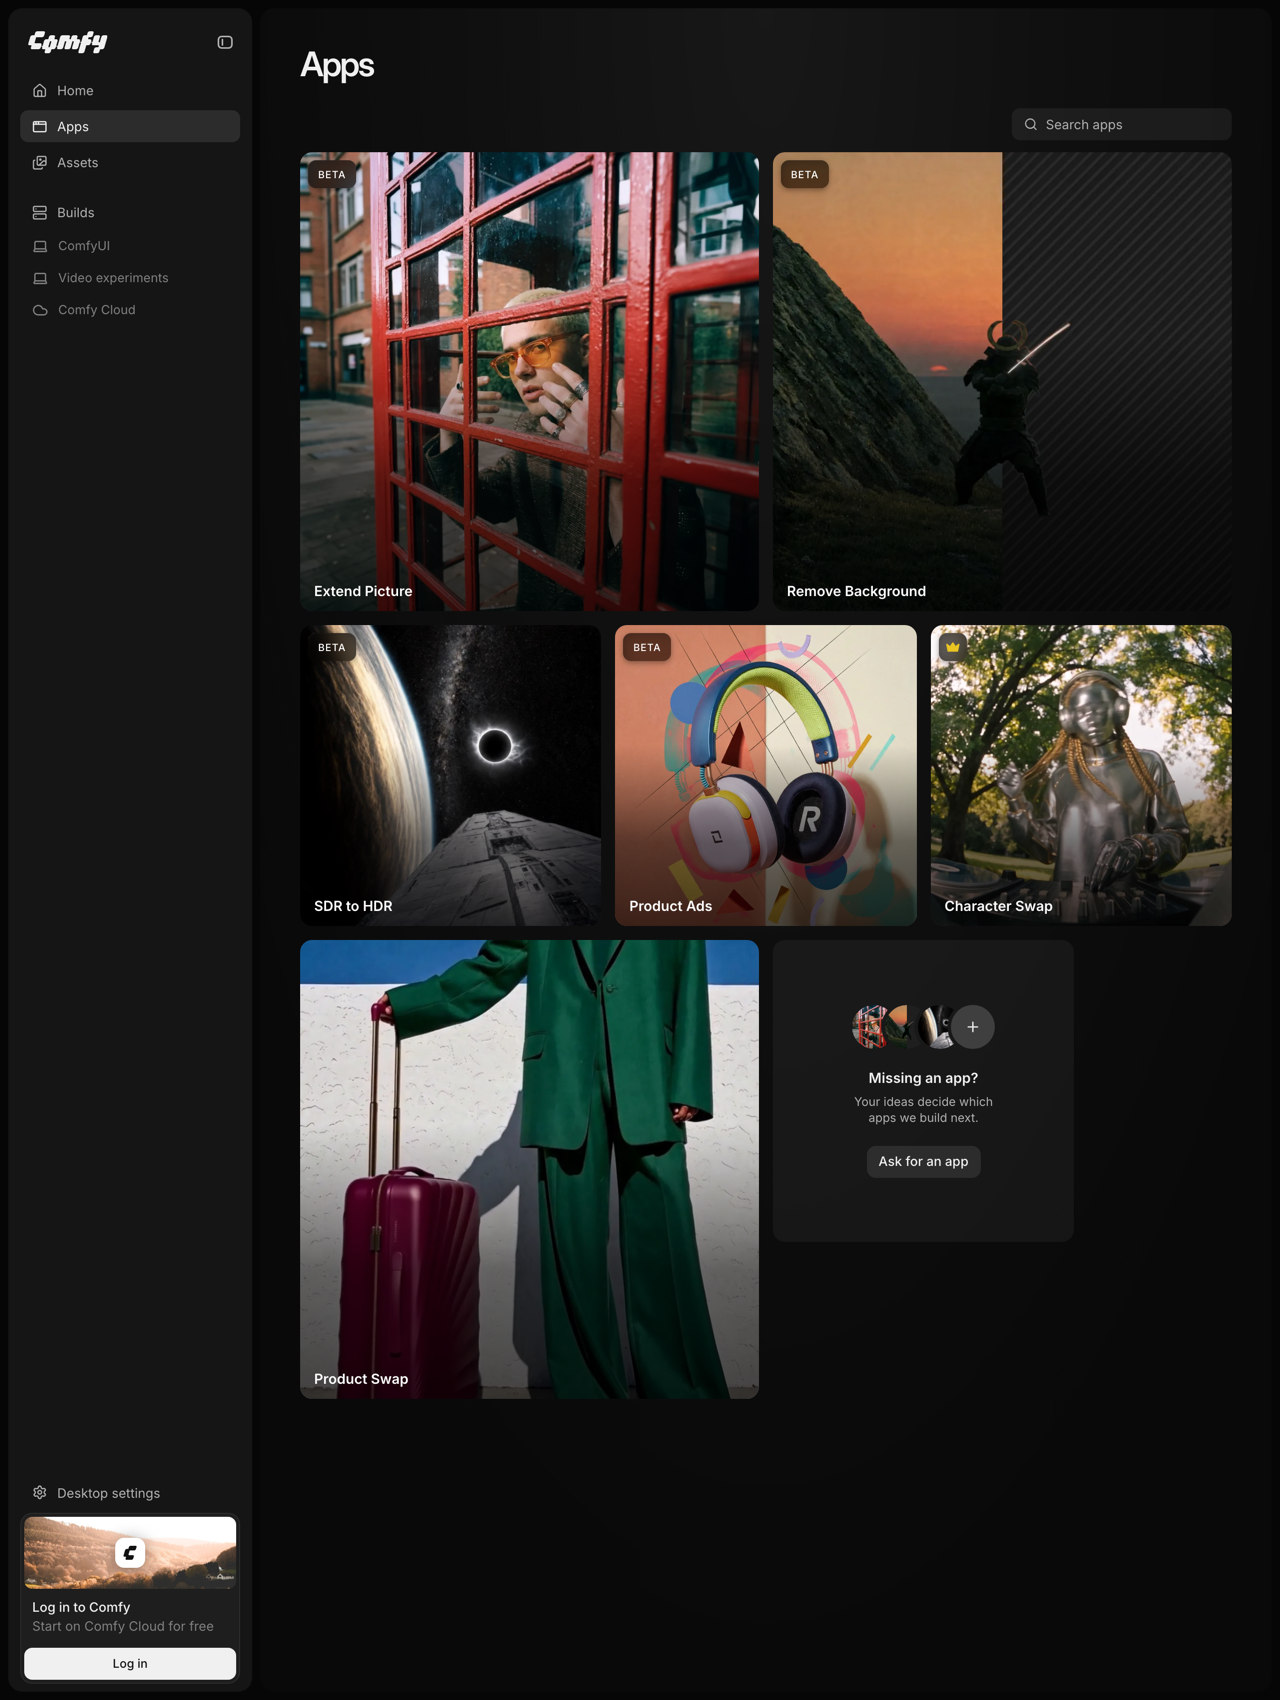 Comfy
Home
Apps
Assets
Builds
ComfyUI
Video experiments
Comfy Cloud
Desktop settings
Log in to Comfy
Start on Comfy Cloud for free
Log in
Apps
Search apps
BETA
Extend Picture
BETA
Remove Background
BETA
SDR to HDR
BETA
R
Product Ads
Character Swap
Product Swap
Missing an app?
Your ideas decide which
apps we build next.
Ask for an app